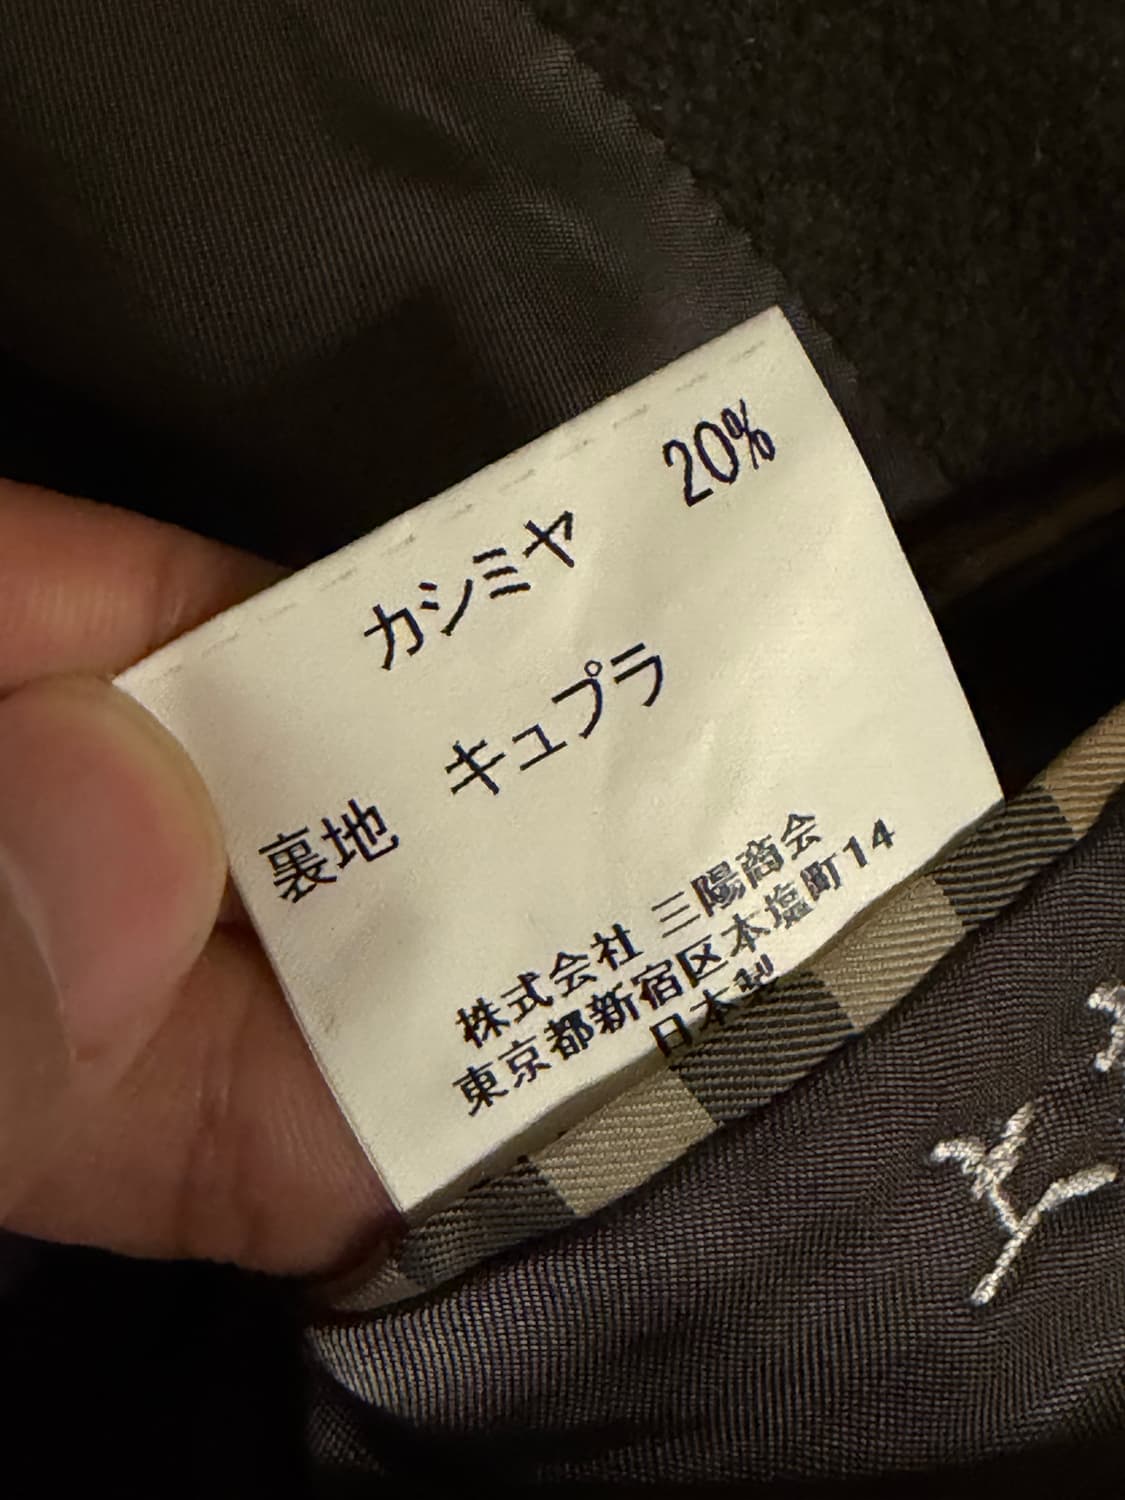 カシミヤ 20%
裏地 キュプラ
株式会社 三陽商会
東京都新宿区本塩町14
日本製